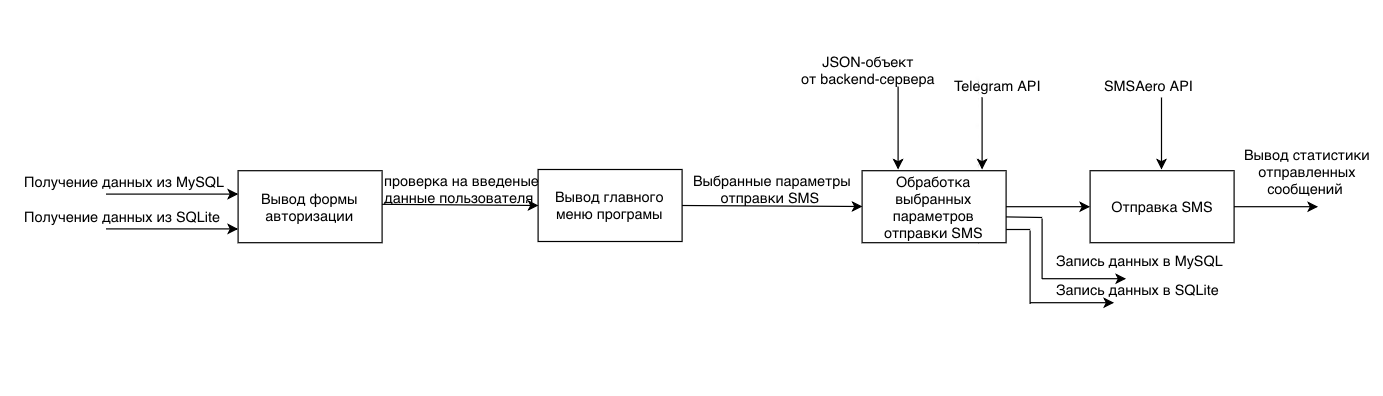 JSON-объект
от backend-сервера
Telegram API
SMSAero API
Получение данных из MySQL
Получение данных из SQLite
Вывод формы
авторизации
проверка на введеные
данные пользователя
Вывод главного
меню програмы
Выбранные параметры
отправки SMS
Обработка
выбранных
параметров
отправки SMS
Отправка SMS
Вывод статистики
отправленных
сообщений
Запись данных в MySQL
Запись данных в SQLite